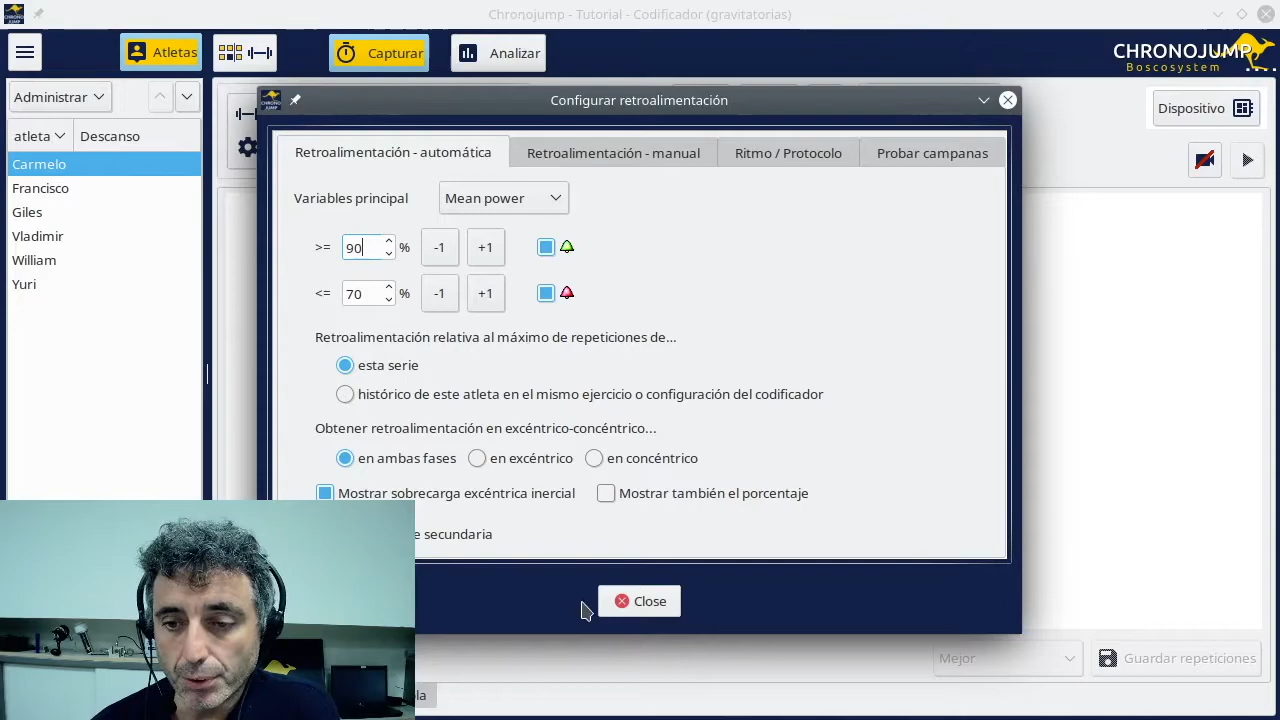 Chronojump - Tutorial - Codificador (gravitatorias)
Atletas
Capturar
Analizar
CHRONOJUMP
Boscosystem
Administrar
Dispositivo
atleta
Descanso
Carmelo
Francisco
Giles
Vladimir
William
Yuri
CHRONOJUMP
Configurar retroalimentación
Retroalimentación - automática
Retroalimentación - manual
Ritmo / Protocolo
Probar campanas
Variables principal
Mean power
>= 90 % -1 +1
<= 70 % -1 +1
Retroalimentación relativa al máximo de repeticiones de...
esta serie
histórico de este atleta en el mismo ejercicio o configuración del codificador
Obtener retroalimentación en excéntrico-concéntrico...
en ambas fases
en excéntrico
en concéntrico
Mostrar sobrecarga excéntrica inercial
Mostrar también el porcentaje
e secundaria
Close
Mejor
Guardar repeticiones
la